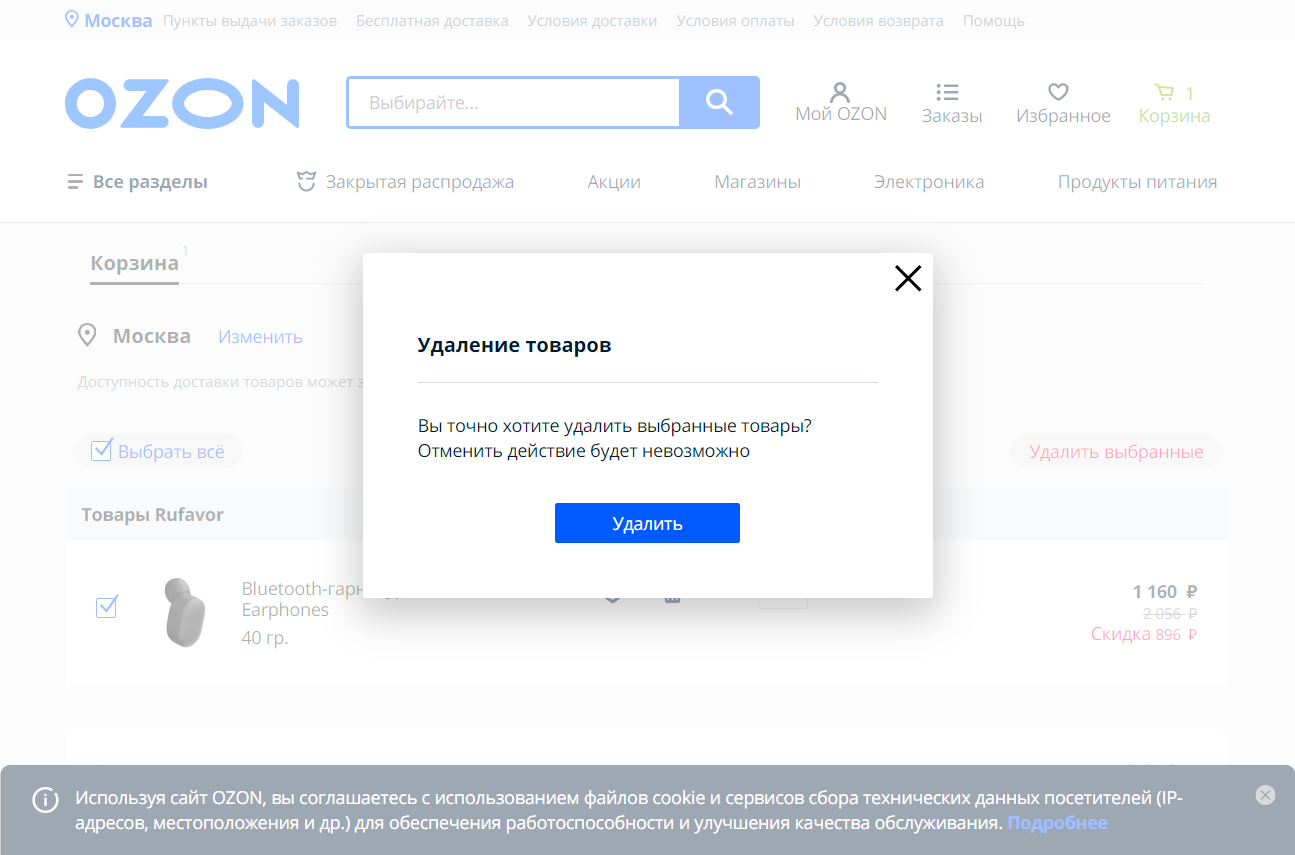 Москва Пункты выдачи заказов Бесплатная доставка Условия доставки Условия оплаты Условия возврата Помощь
OZON
Выбирайте...
Мой OZON
Заказы
Избранное
1
Корзина
Все разделы Закрытая распродажа Акции Магазины Электроника Продукты питания
Корзина 1
Москва Изменить
Доступность доставки товаров может
Выбрать всё
Удалить выбранные
Товары Rufavor
Bluetooth-гарн
Earphones
40 гр.
1 160 ₽
2 056 ₽
Скидка 896 ₽
Удаление товаров
Вы точно хотите удалить выбранные товары?
Отменить действие будет невозможно
Удалить
Используя сайт OZON, вы соглашаетесь с использованием файлов cookie и сервисов сбора технических данных посетителей (IP-
адресов, местоположения и др.) для обеспечения работоспособности и улучшения качества обслуживания. Подробнее